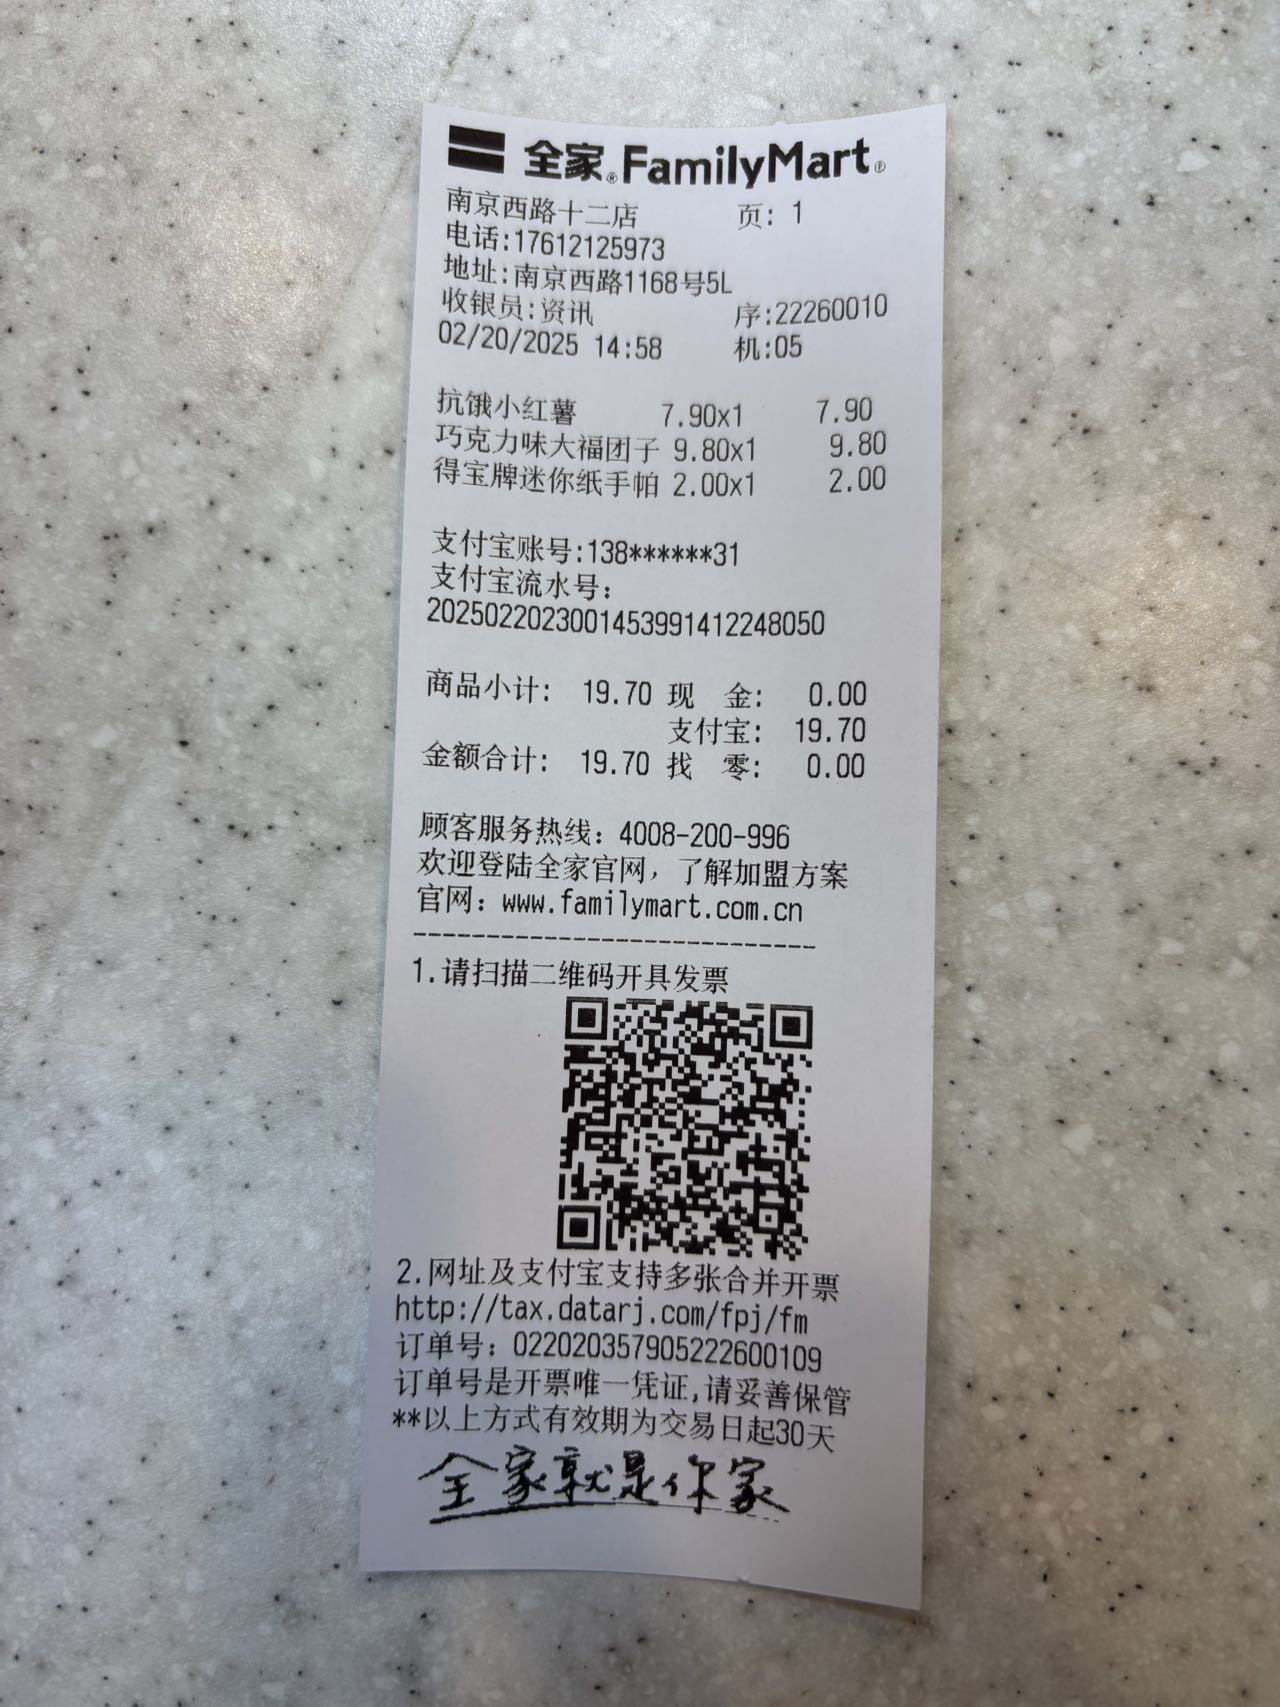 全家® FamilyMart®
南京西路十二店 页: 1
电话:17612125973
地址:南京西路1168号5L
收银员:资讯 序:22260010
02/20/2025 14:58 机:05
抗饿小红薯 7.90x1 7.90
巧克力味大福团子 9.80x1 9.80
得宝牌迷你纸手帕 2.00x1 2.00
支付宝账号:138******31
支付宝流水号:
2025022023001453991412248050
商品小计: 19.70 现 金: 0.00
支付宝: 19.70
金额合计: 19.70 找 零: 0.00
顾客服务热线: 4008-200-996
欢迎登陆全家官网,了解加盟方案
官网: www.familymart.com.cn
----------------------------
1.请扫描二维码开具发票
2.网址及支付宝支持多张合并开票
http://tax.datarj.com/fpj/fm
订单号: 022020357905222600109
订单号是开票唯一凭证,请妥善保管
**以上方式有效期为交易日起30天
全家就是你家